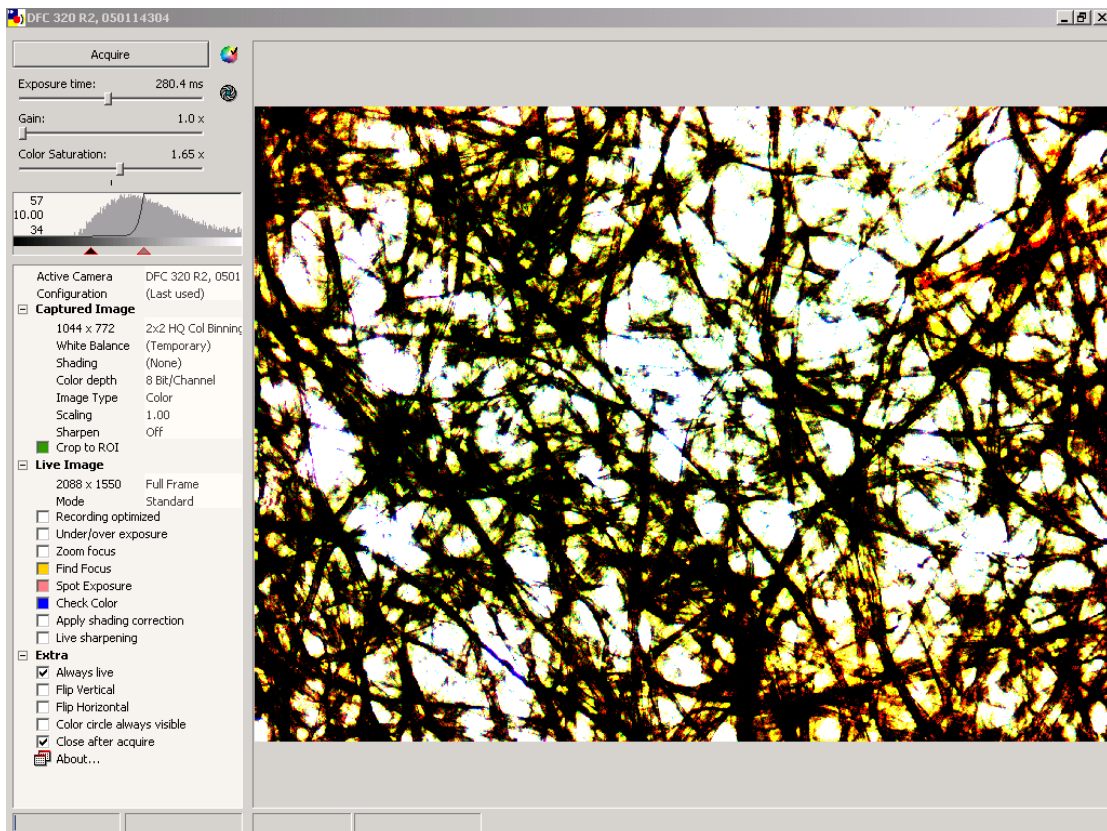 DFC 320 R2, 050114304
Acquire
Exposure time: 280.4 ms
Gain: 1.0 x
Color Saturation: 1.65 x
57
10.00
34
Active Camera DFC 320 R2, 0501
Configuration (Last used)
Captured Image
1044 x 772 2x2 HQ Col Binning
White Balance (Temporary)
Shading (None)
Color depth 8 Bit/Channel
Image Type Color
Scaling 1.00
Sharpen Off
Crop to ROI
Live Image
2088 x 1550 Full Frame
Mode Standard
Recording optimized
Under/over exposure
Zoom focus
Find Focus
Spot Exposure
Check Color
Apply shading correction
Live sharpening
Extra
Always live
Flip Vertical
Flip Horizontal
Color circle always visible
Close after acquire
About...